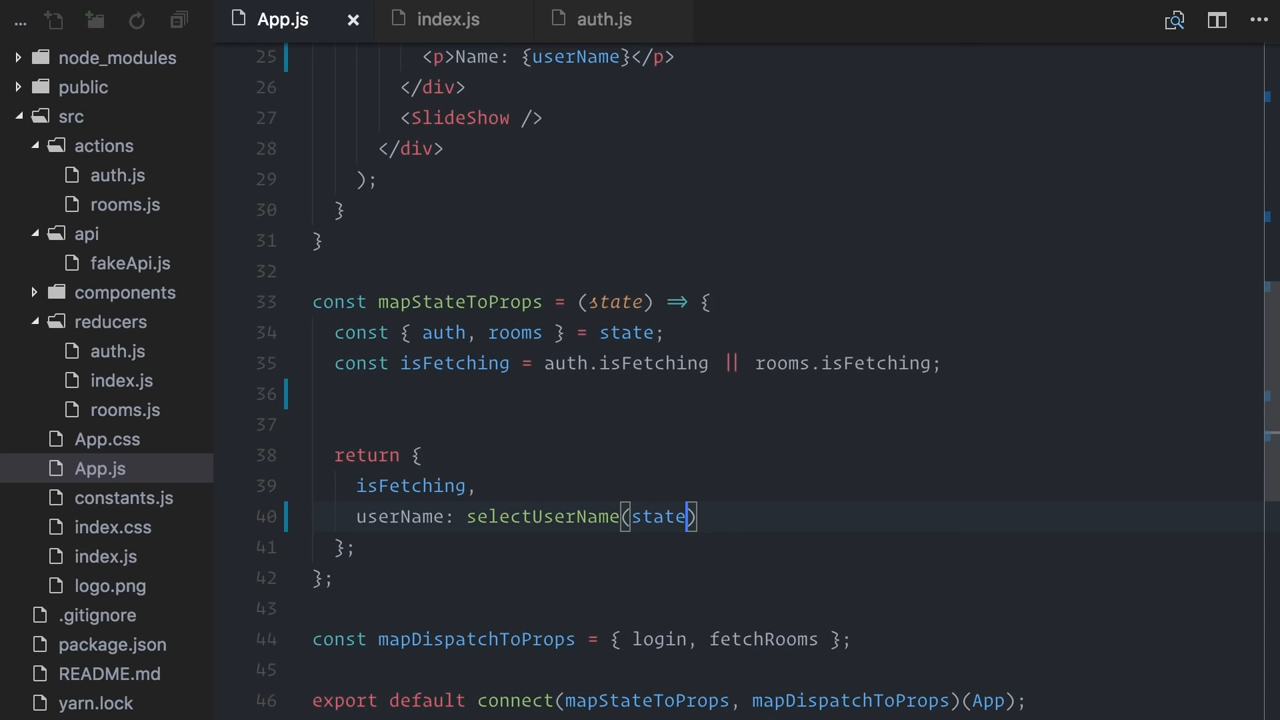 ... App.js × index.js auth.js ...
node_modules
public
src
actions
auth.js
rooms.js
api
fakeApi.js
components
reducers
auth.js
index.js
rooms.js
App.css
App.js
constants.js
index.css
index.js
logo.png
.gitignore
package.json
README.md
yarn.lock
25 <p>Name: {userName}</p>
26 </div>
27 <SlideShow />
28 </div>
29 );
30 }
31 }
32
33 const mapStateToProps = (state) => {
34 const { auth, rooms } = state;
35 const isFetching = auth.isFetching || rooms.isFetching;
36
37
38 return {
39 isFetching,
40 userName: selectUserName(state)
41 };
42 };
43
44 const mapDispatchToProps = { login, fetchRooms };
45
46 export default connect(mapStateToProps, mapDispatchToProps)(App);